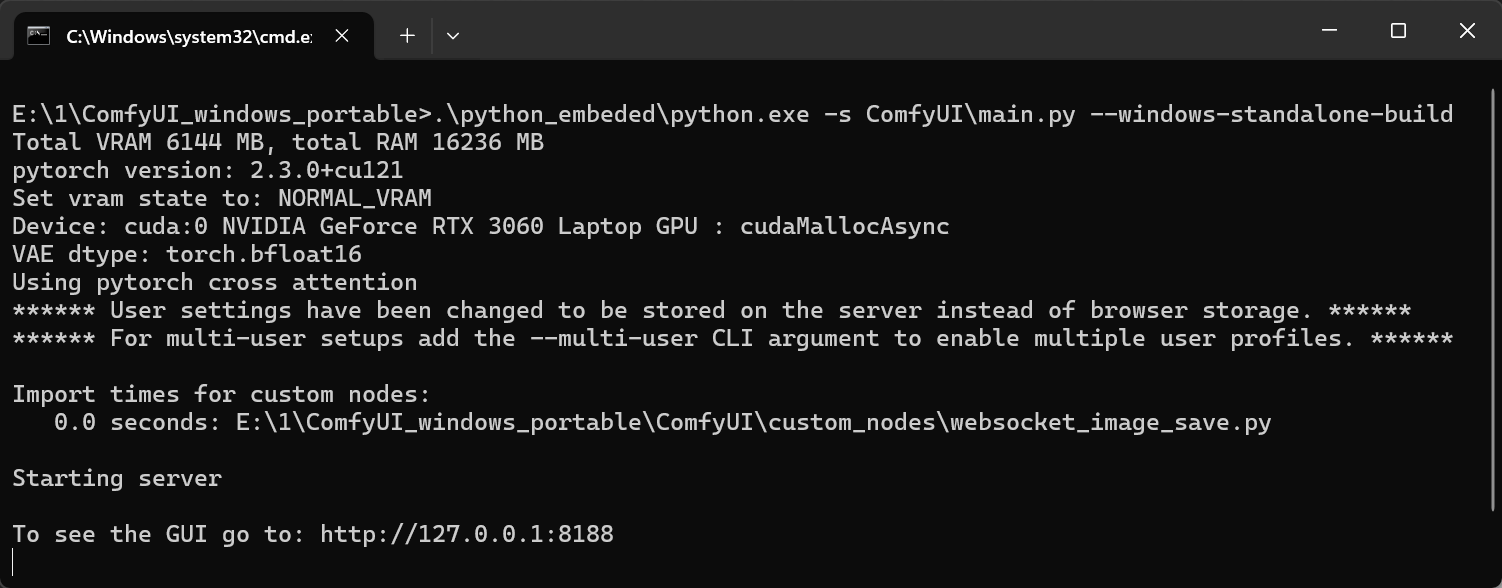 C:\Windows\system32\cmd.e
E:\1\ComfyUI_windows_portable>.\python_embeded\python.exe -s ComfyUI\main.py --windows-standalone-build
Total VRAM 6144 MB, total RAM 16236 MB
pytorch version: 2.3.0+cu121
Set vram state to: NORMAL_VRAM
Device: cuda:0 NVIDIA GeForce RTX 3060 Laptop GPU : cudaMallocAsync
VAE dtype: torch.bfloat16
Using pytorch cross attention
****** User settings have been changed to be stored on the server instead of browser storage. ******
****** For multi-user setups add the --multi-user CLI argument to enable multiple user profiles. ******
Import times for custom nodes:
   0.0 seconds: E:\1\ComfyUI_windows_portable\ComfyUI\custom_nodes\websocket_image_save.py
Starting server
To see the GUI go to: http://127.0.0.1:8188